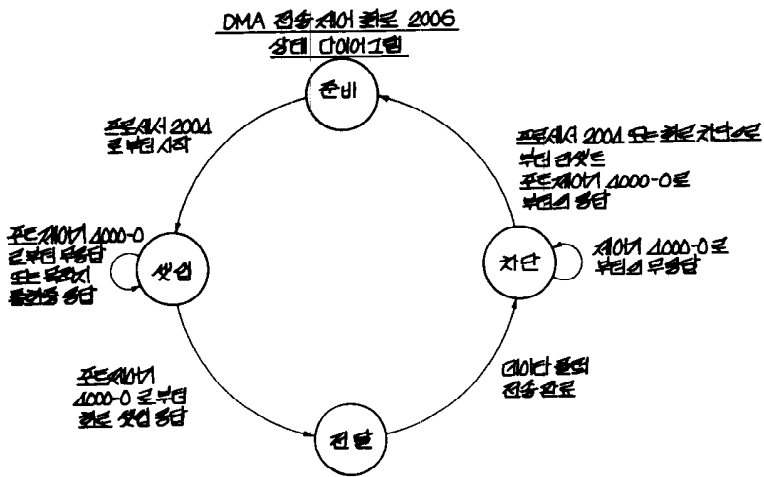 DMA 전송 제어 회로 2006
상태 다이어그램
준비
프로세서 2004
로부터 시작
프로세서 2004 또는 회로 차단으로
부터 리셋트
포트제어기 4000-0로
부터의 응답
포트제어기 4000-0
로부터 무응답
또는 목적지
불완충 응답
셋업
차단
제어기 4000-0로
부터의 무응답
포트제어기
4000-0로부터
회로 셋업 응답
데이타 블럭
전송 완료
전달